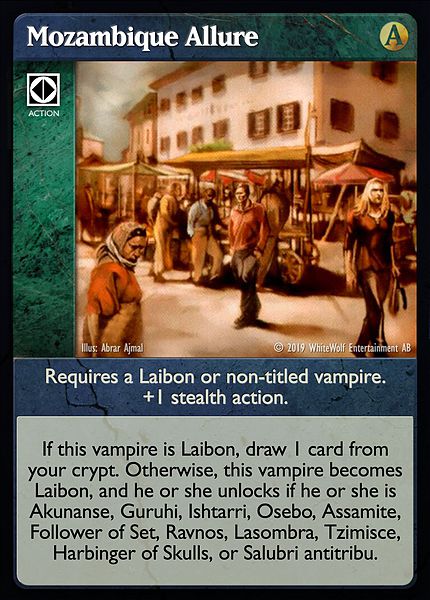 Mozambique Allure
A
ACTION
Illus: Abrar Ajmal
© 2019 WhiteWolf Entertainment AB
Requires a Laibon or non-titled vampire.
+1 stealth action.
If this vampire is Laibon, draw 1 card from
your crypt. Otherwise, this vampire becomes
Laibon, and he or she unlocks if he or she is
Akunanse, Guruhi, Ishtarri, Osebo, Assamite,
Follower of Set, Ravnos, Lasombra, Tzimisce,
Harbinger of Skulls, or Salubri antitribu.